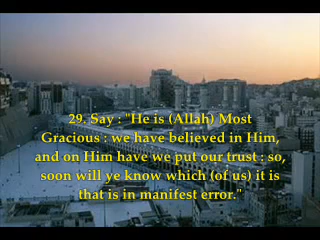 29. Say : "He is (Allah) Most
Gracious : we have believed in Him,
and on Him have we put our trust : so,
soon will ye know which (of us) it is
that is in manifest error."